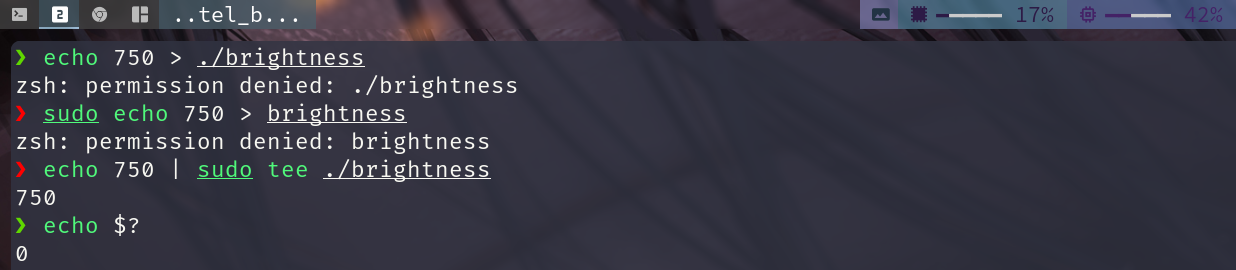 2 ..tel_b... 17% 42%
❯ echo 750 > ./brightness
zsh: permission denied: ./brightness
❯ sudo echo 750 > brightness
zsh: permission denied: brightness
❯ echo 750 | sudo tee ./brightness
750
❯ echo $?
0